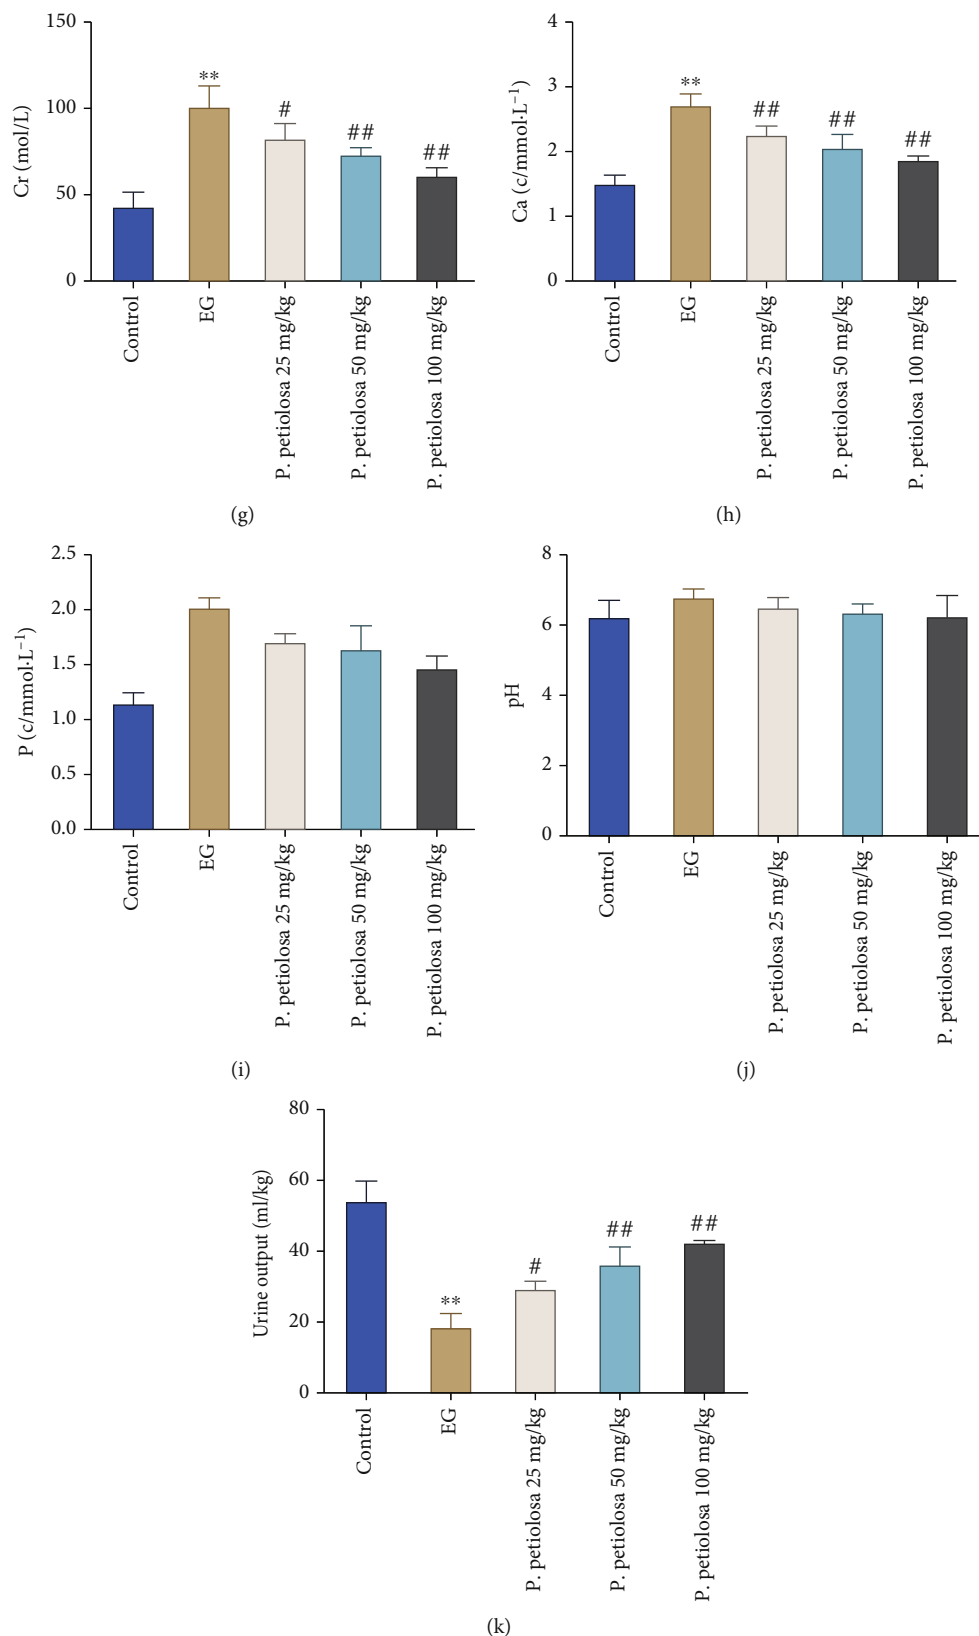 150
100
50
0
Cr (mol/L)
**
#
##
##
Control
EG
P. petiolosa 25 mg/kg
P. petiolosa 50 mg/kg
P. petiolosa 100 mg/kg
(g)
4
3
2
1
0
Ca (c/mmol·L⁻¹)
**
##
##
##
Control
EG
P. petiolosa 25 mg/kg
P. petiolosa 50 mg/kg
P. petiolosa 100 mg/kg
(h)
2.5
2.0
1.5
1.0
0.5
0.0
P (c/mmol·L⁻¹)
Control
EG
P. petiolosa 25 mg/kg
P. petiolosa 50 mg/kg
P. petiolosa 100 mg/kg
(i)
8
6
4
2
0
pH
Control
EG
P. petiolosa 25 mg/kg
P. petiolosa 50 mg/kg
P. petiolosa 100 mg/kg
(j)
80
60
40
20
0
Urine output (ml/kg)
**
#
##
##
Control
EG
P. petiolosa 25 mg/kg
P. petiolosa 50 mg/kg
P. petiolosa 100 mg/kg
(k)